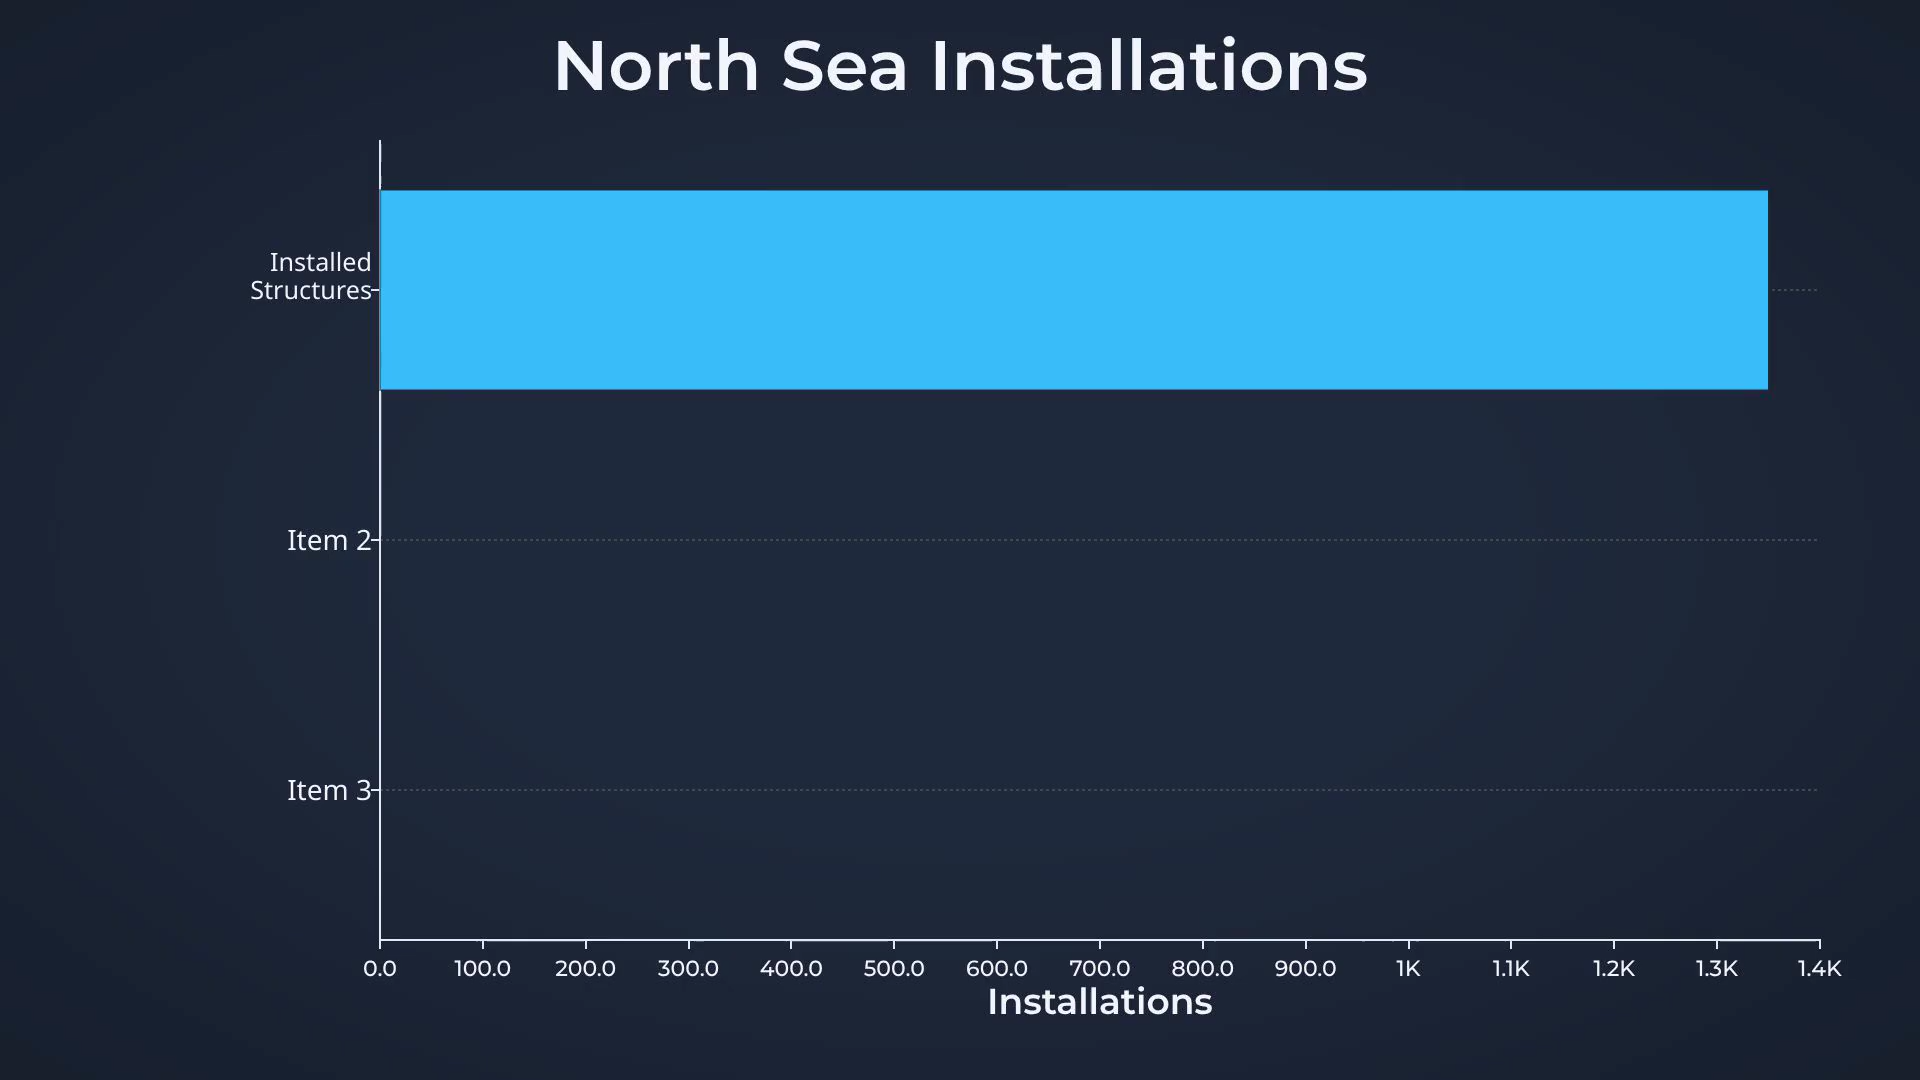 North Sea Installations
Installed
Structures
Item 2
Item 3
0.0 100.0 200.0 300.0 400.0 500.0 600.0 700.0 800.0 900.0 1K 1.1K 1.2K 1.3K 1.4K
Installations